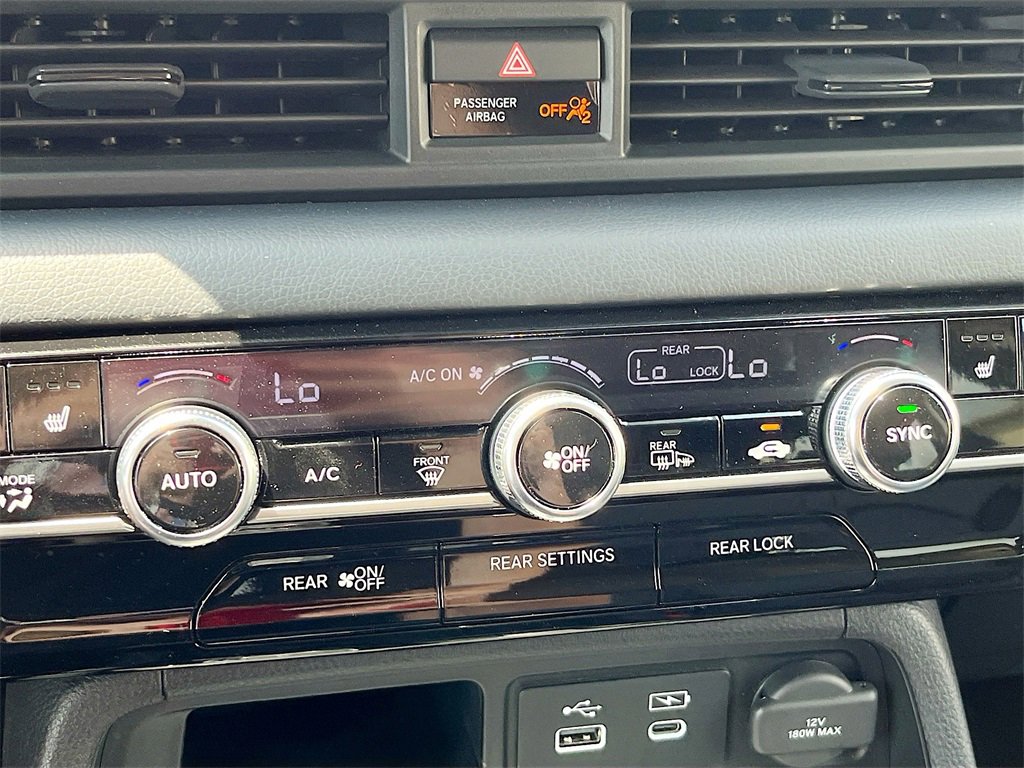 PASSENGER
AIRBAG
OFF
2
Lo
A/C ON
REAR
Lo
LOCK
Lo
MODE
AUTO
A/C
FRONT
ON/
OFF
REAR
SYNC
REAR
ON/
OFF
REAR SETTINGS
REAR LOCK
12V
180W MAX